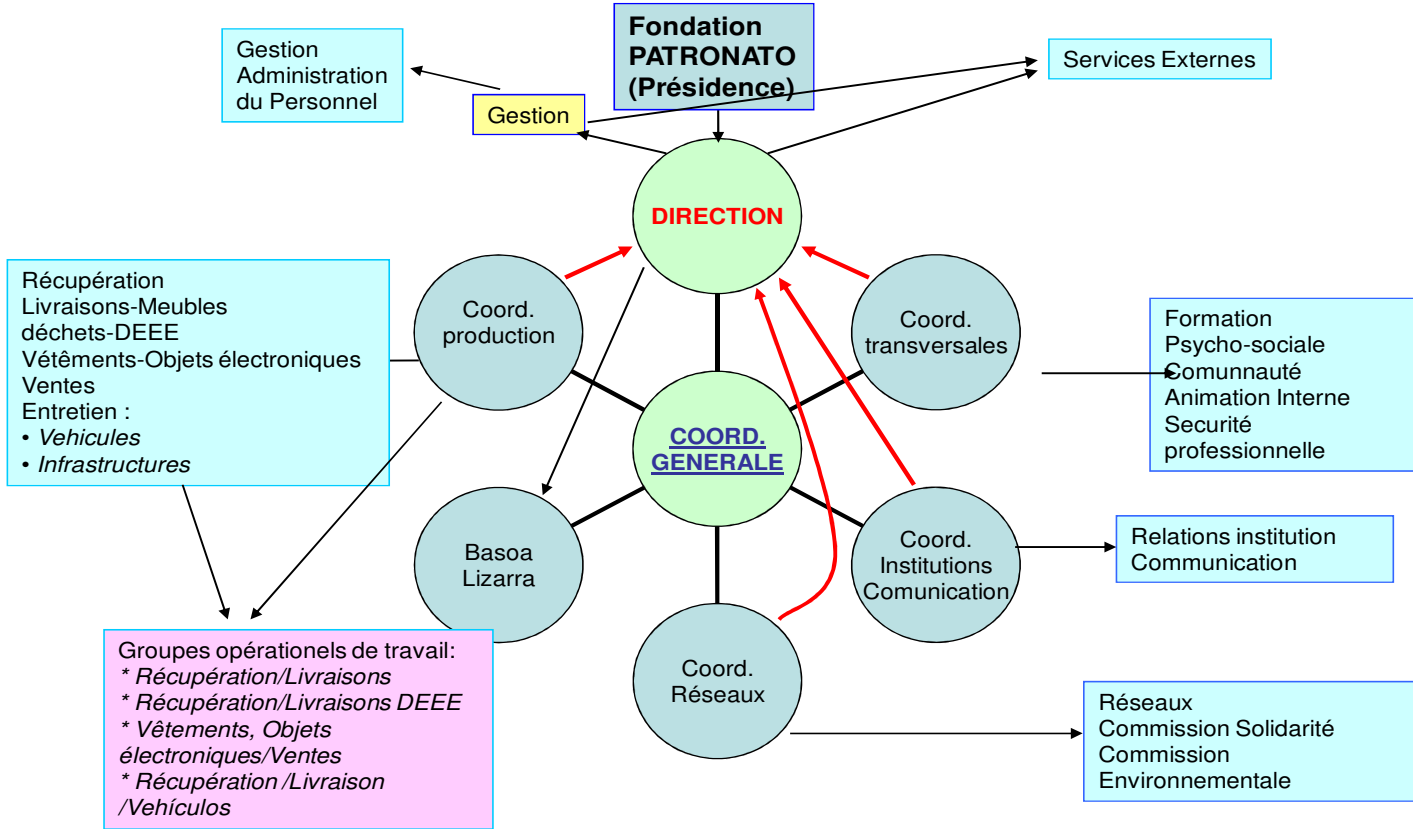 Fondation
PATRONATO
(Présidence)
Gestion
Administration
du Personnel
Services Externes
Gestion
DIRECTION
Récupération
Livraisons-Meubles
déchets-DEEE
Vétêments-Objets électroniques
Ventes
Entretien :
• Vehicules
• Infrastructures
Coord.
production
Coord.
transversales
Formation
Psycho-sociale
Comunnauté
Animation Interne
Securité
professionnelle
COORD.
GENERALE
Basoa
Lizarra
Coord.
Institutions
Comunication
Relations institution
Communication
Coord.
Réseaux
Groupes opérationels de travail:
* Récupération/Livraisons
* Récupération/Livraisons DEEE
* Vêtements, Objets
électroniques/Ventes
* Récupération /Livraison
/Vehículos
Réseaux
Commission Solidarité
Commission
Environnementale